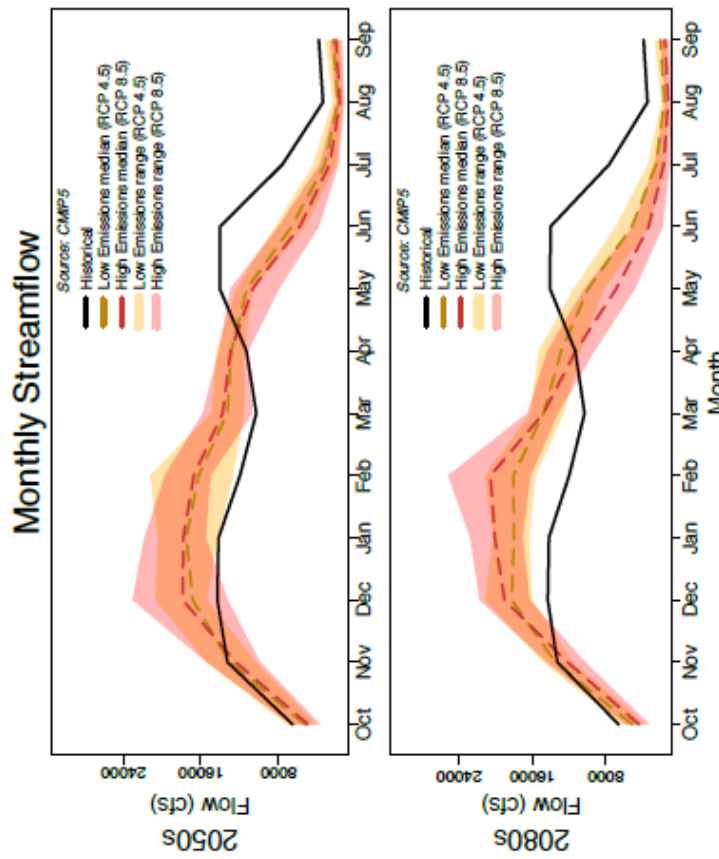 Monthly Streamflow
2050s
Flow (cfs)
24000
16000
8000
Source: CMIP5
Historical
Low Emissions median (RCP 4.5)
High Emissions median (RCP 8.5)
Low Emissions range (RCP 4.5)
High Emissions range (RCP 8.5)
Oct Nov Dec Jan Feb Mar Apr May Jun Jul Aug Sep
2080s
Flow (cfs)
24000
16000
8000
Source: CMIP5
Historical
Low Emissions median (RCP 4.5)
High Emissions median (RCP 8.5)
Low Emissions range (RCP 4.5)
High Emissions range (RCP 8.5)
Oct Nov Dec Jan Feb Mar Apr May Jun Jul Aug Sep
Month